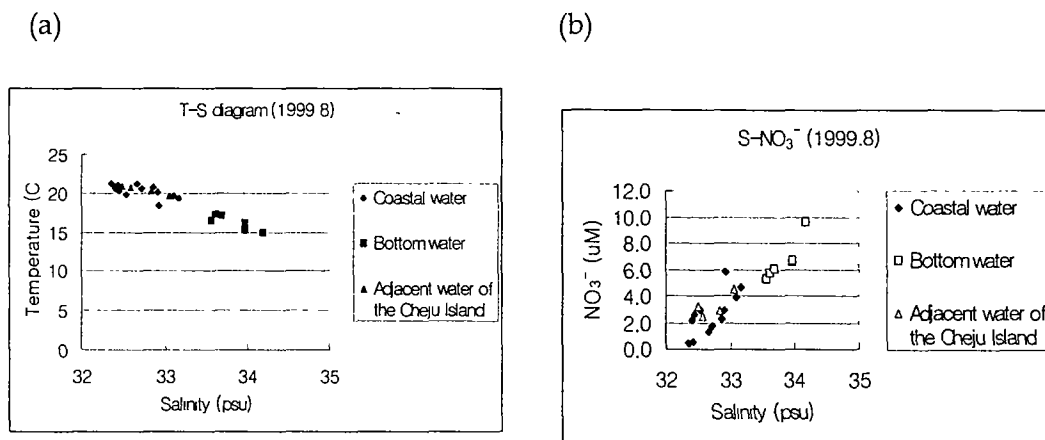 (a)
T-S diagram (1999 8)
Temperature (C
25
20
15
10
5
0
32 33 34 35
Salinity (psu)
Coastal water
Bottom water
Adjacent water of
the Cheju Island
(b)
S-NO₃⁻ (1999.8)
NO₃⁻ (uM)
12.0
10.0
8.0
6.0
4.0
2.0
0.0
32 33 34 35
Salinity (psu)
Coastal water
Bottom water
Adjacent water of
the Cheju Island